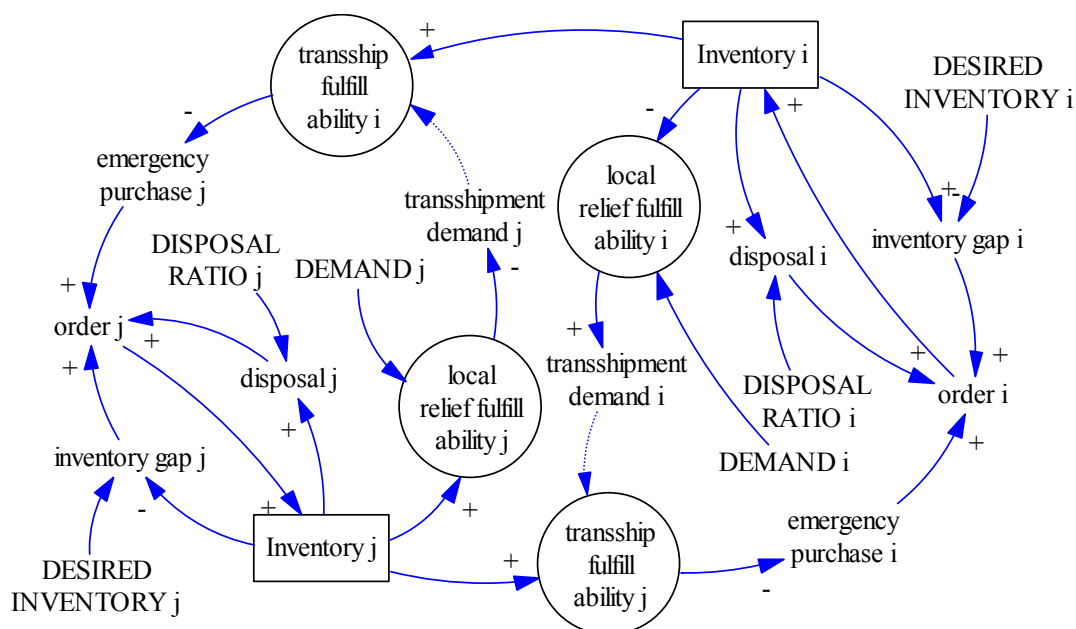 +
transship
fulfill
ability i
Inventory i
DESIRED
INVENTORY i
-
-
+
emergency
purchase j
local
relief fulfill
ability i
transshipment
demand j
+
-
+
DISPOSAL
RATIO j
DEMAND j
disposal i
inventory gap i
-
+
order j
+
+
disposal j
+
transshipment
demand i
+
+
local
relief fulfill
ability j
DISPOSAL
RATIO i
order i
+
+
inventory gap j
DEMAND i
-
+
+
Inventory j
+
transship
fulfill
ability j
emergency
purchase i
-
DESIRED
INVENTORY j